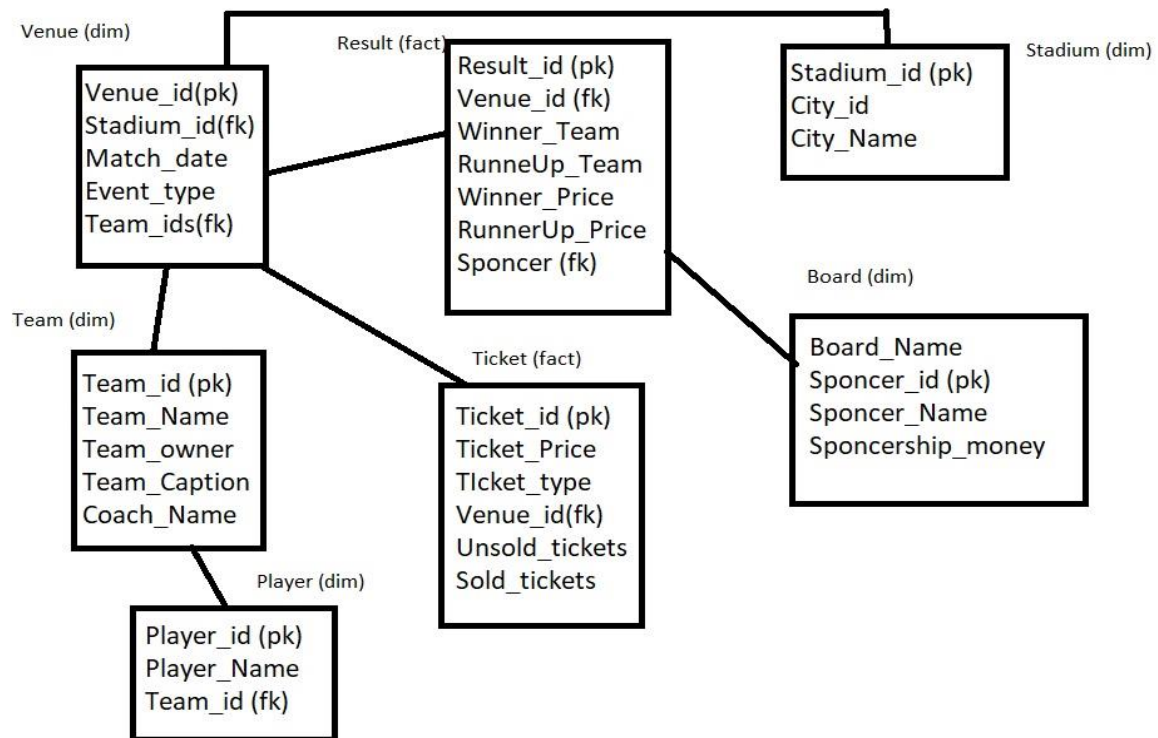 Venue (dim)
Venue_id(pk)
Stadium_id(fk)
Match_date
Event_type
Team_ids(fk)
Result (fact)
Result_id (pk)
Venue_id (fk)
Winner_Team
RunneUp_Team
Winner_Price
RunnerUp_Price
Sponcer (fk)
Stadium (dim)
Stadium_id (pk)
City_id
City_Name
Team (dim)
Team_id (pk)
Team_Name
Team_owner
Team_Caption
Coach_Name
Ticket (fact)
Ticket_id (pk)
Ticket_Price
TIcket_type
Venue_id(fk)
Unsold_tickets
Sold_tickets
Board (dim)
Board_Name
Sponcer_id (pk)
Sponcer_Name
Sponcership_money
Player (dim)
Player_id (pk)
Player_Name
Team_id (fk)